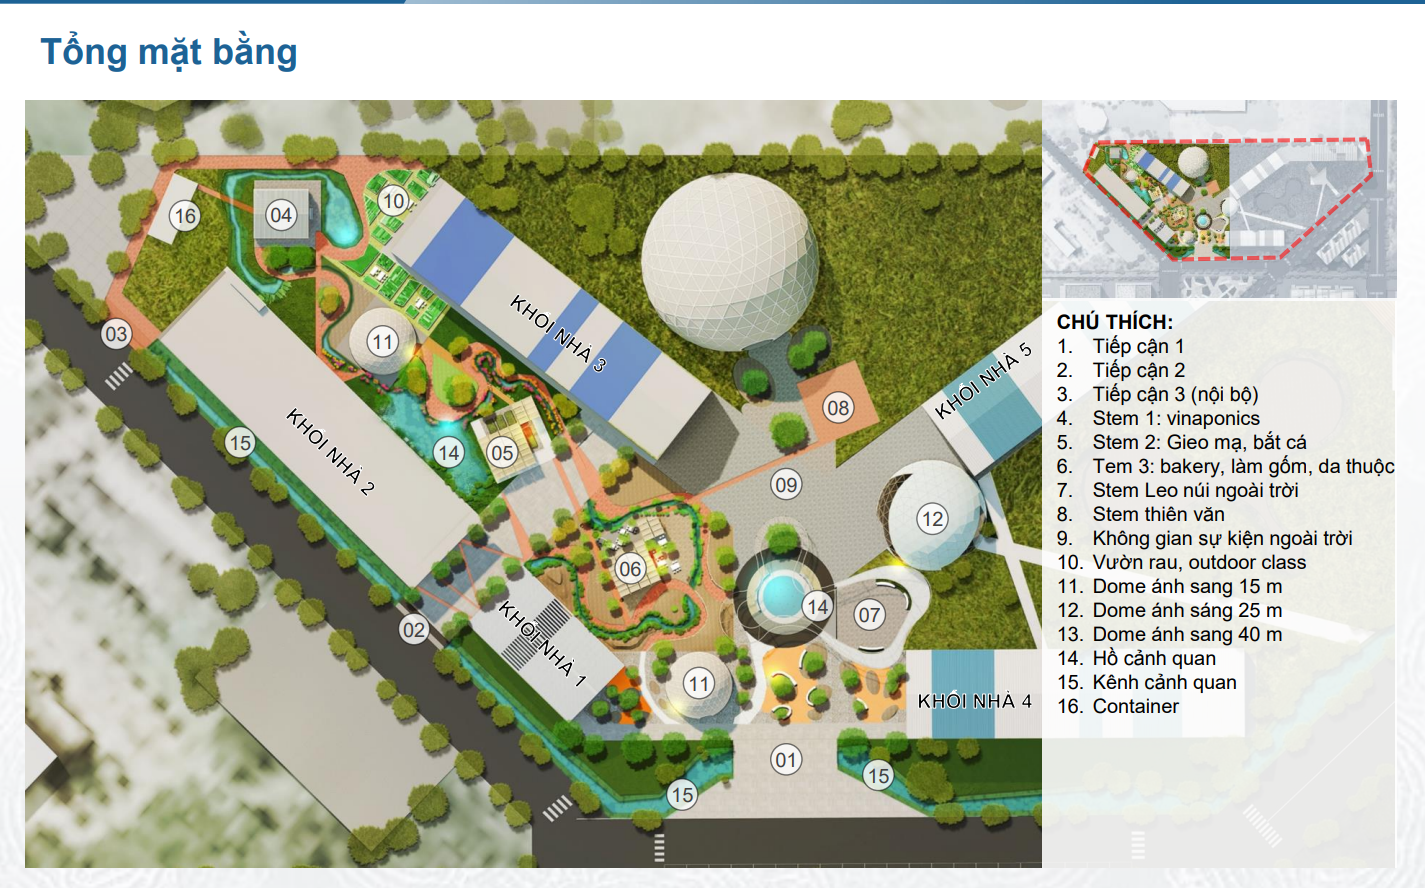 Tổng mặt bằng
16
04
10
03
11
KHỐI NHÀ 3
KHỐI NHÀ 5
08
15
KHỐI NHÀ 2
14
05
09
12
06
14
07
02
KHỐI NHÀ 1
11
KHỐI NHÀ 4
01
15
15
CHÚ THÍCH:
1. Tiếp cận 1
2. Tiếp cận 2
3. Tiếp cận 3 (nội bộ)
4. Stem 1: vinaponics
5. Stem 2: Gieo mạ, bắt cá
6. Tem 3: bakery, làm gốm, da thuộc
7. Stem Leo núi ngoài trời
8. Stem thiên văn
9. Không gian sự kiện ngoài trời
10. Vườn rau, outdoor class
11. Dome ánh sang 15 m
12. Dome ánh sáng 25 m
13. Dome ánh sang 40 m
14. Hồ cảnh quan
15. Kênh cảnh quan
16. Container